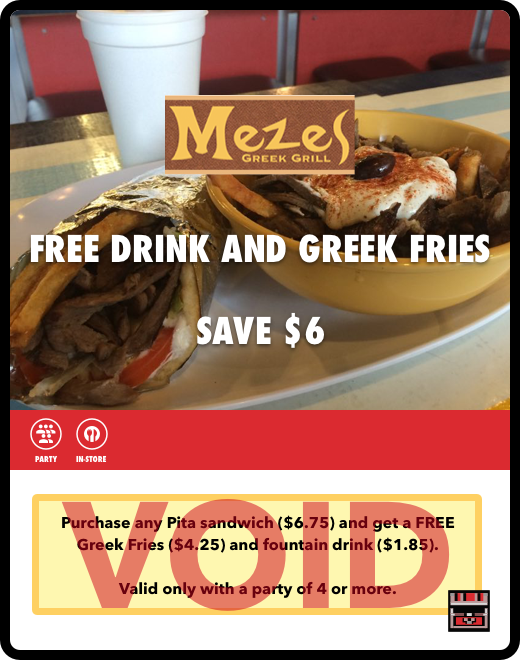 Mezes
GREEK GRILL
FREE DRINK AND GREEK FRIES
SAVE $6
PARTY IN-STORE
VOID
Purchase any Pita sandwich ($6.75) and get a FREE
Greek Fries ($4.25) and fountain drink ($1.85).
Valid only with a party of 4 or more.